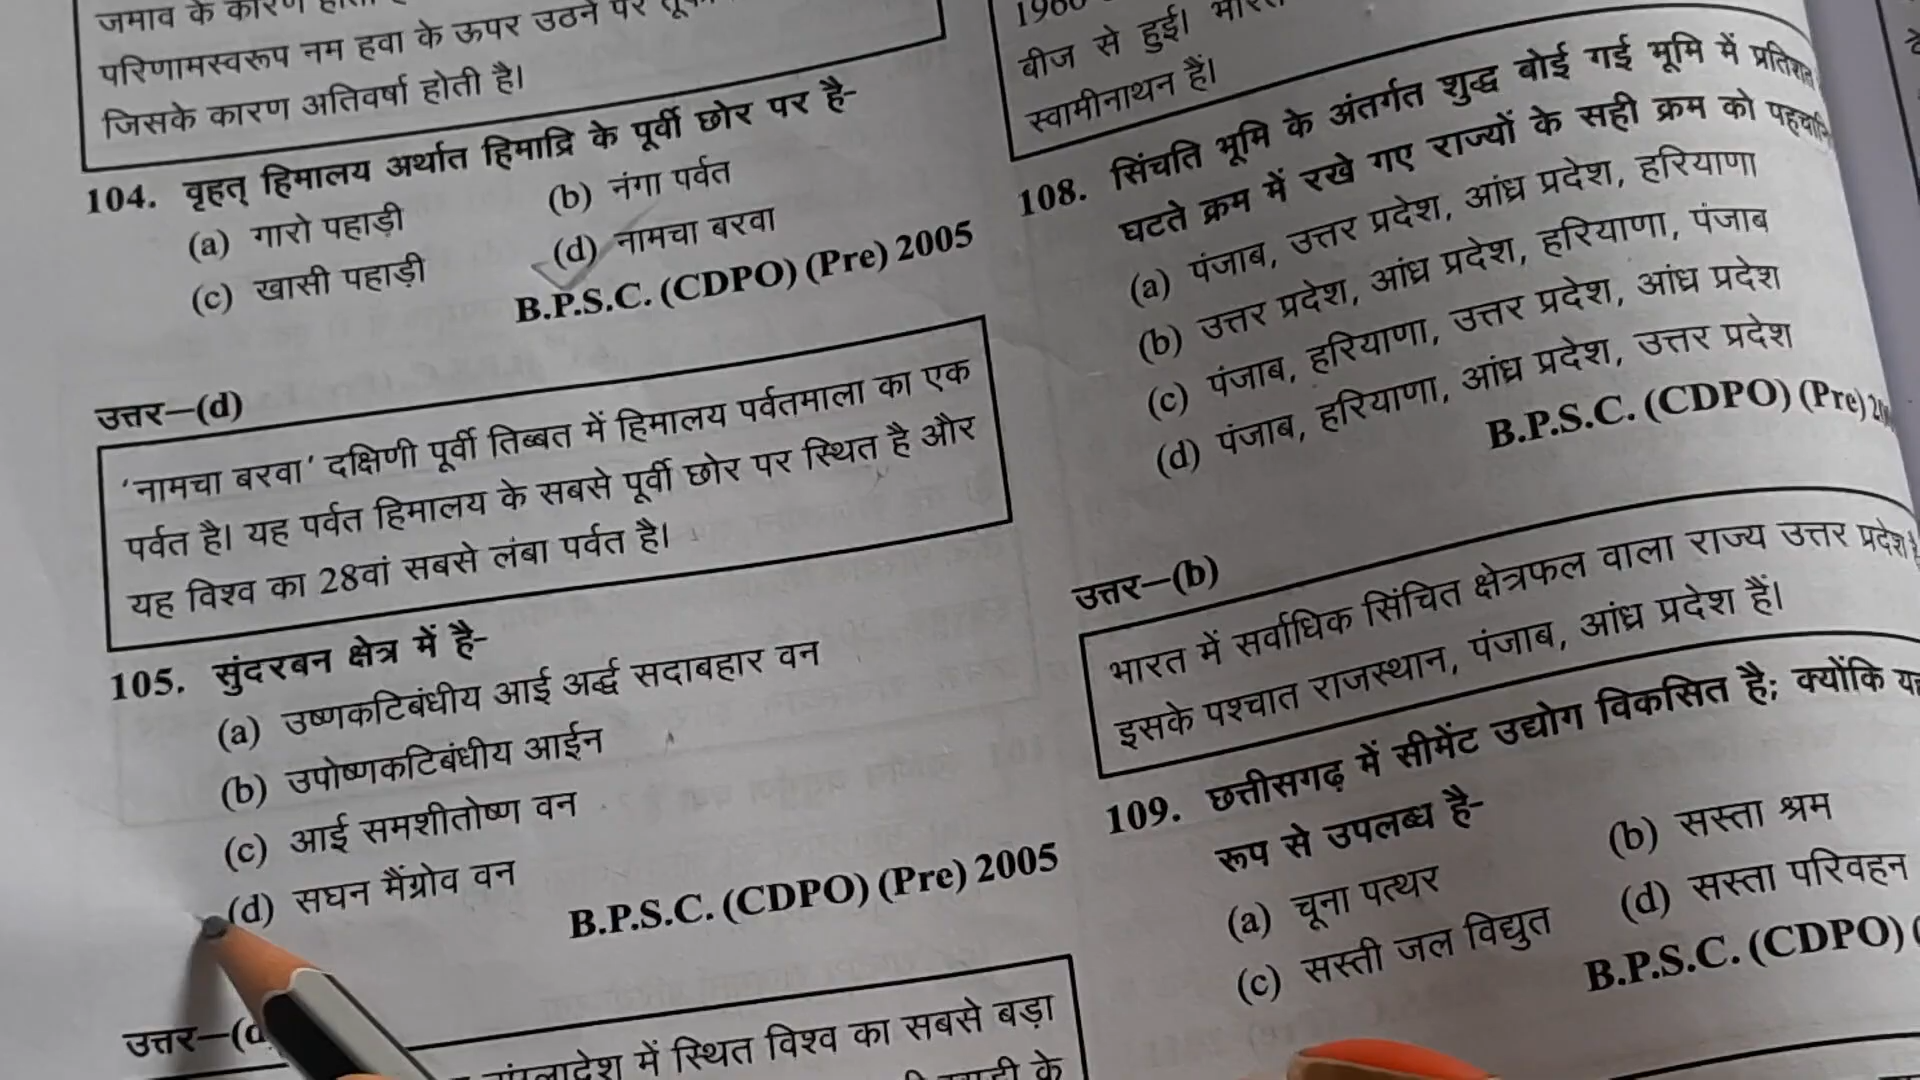 जमाव के कारण
परिणामस्वरूप नम हवा के ऊपर उठने पर
जिसके कारण अतिवर्षा होती है।
104. वृहत् हिमालय अर्थात हिमाद्रि के पूर्वी छोर पर है-
(a) गारो पहाड़ी (b) नंगा पर्वत
(c) खासी पहाड़ी (d) नामचा बरवा
B.P.S.C. (CDPO) (Pre) 2005
उत्तर—(d)
'नामचा बरवा' दक्षिणी पूर्वी तिब्बत में हिमालय पर्वतमाला का एक
पर्वत है। यह पर्वत हिमालय के सबसे पूर्वी छोर पर स्थित है और
यह विश्व का 28वां सबसे लंबा पर्वत है।
105. सुंदरबन क्षेत्र में है-
(a) उष्णकटिबंधीय आई अर्द्ध सदाबहार वन
(b) उपोष्णकटिबंधीय आईन
(c) आई समशीतोष्ण वन
(d) सघन मैंग्रोव वन
B.P.S.C. (CDPO) (Pre) 2005
उत्तर—(d
में स्थित विश्व का सबसे बड़ा
के
बीज से हुई।
स्वामीनाथन हैं।
108. सिंचति भूमि के अंतर्गत शुद्ध बोई गई भूमि में प्रतिशत
घटते क्रम में रखे गए राज्यों के सही क्रम को
(a) पंजाब, उत्तर प्रदेश, आंध्र प्रदेश, हरियाणा
(b) उत्तर प्रदेश, आंध्र प्रदेश, हरियाणा, पंजाब
(c) पंजाब, हरियाणा, उत्तर प्रदेश, आंध्र प्रदेश
(d) पंजाब, हरियाणा, आंध्र प्रदेश, उत्तर प्रदेश
B.P.S.C. (CDPO) (Pre)
उत्तर—(b)
भारत में सर्वाधिक सिंचित क्षेत्रफल वाला राज्य उत्तर प्रदेश
इसके पश्चात राजस्थान, पंजाब, आंध्र प्रदेश हैं।
109. छत्तीसगढ़ में सीमेंट उद्योग विकसित है; क्योंकि
रूप से उपलब्ध है-
(a) चूना पत्थर (b) सस्ता श्रम
(c) सस्ती जल विद्युत (d) सस्ता परिवहन
B.P.S.C. (CDPO)